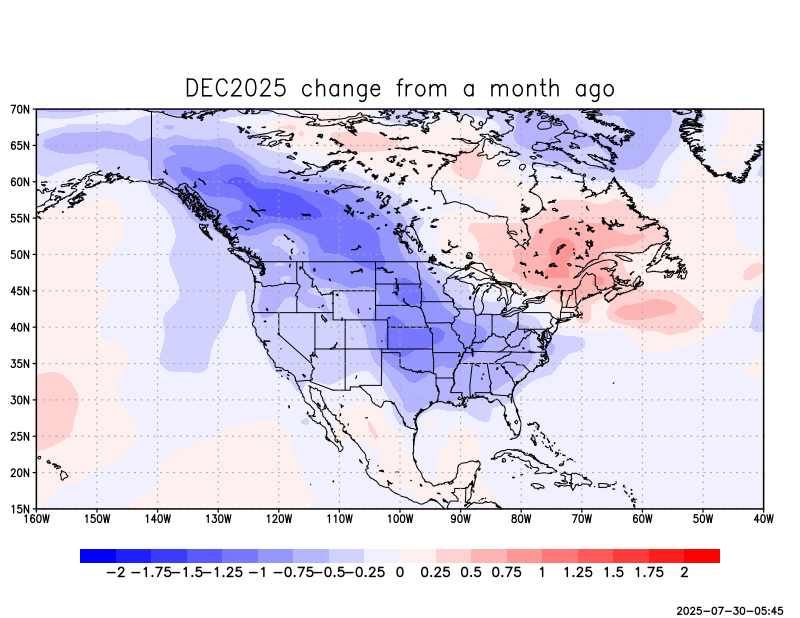 DEC2025 change from a month ago
70N
65N
60N
55N
50N
45N
40N
35N
30N
25N
20N
15N
160W 150W 140W 130W 120W 110W 100W 90W 80W 70W 60W 50W 40W
-2 -1.75 -1.5 -1.25 -1 -0.75 -0.5 -0.25 0 0.25 0.5 0.75 1 1.25 1.5 1.75 2
2025-07-30-05:45